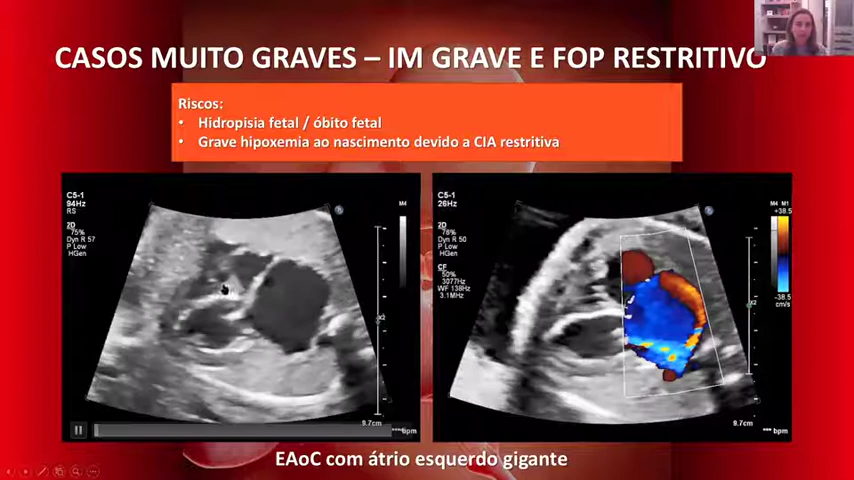 CASOS MUITO GRAVES – IM GRAVE E FOP RESTRITIVO
Riscos:
• Hidropisia fetal / óbito fetal
• Grave hipoxemia ao nascimento devido a CIA restritiva
C5-1
94Hz
RS
2D
75%
Dyn R 57
P Low
HGen
M4
x2
9.7cm
*** bpm
C5-1
26Hz
2D
78%
Dyn R 50
P Low
HGen
CF
50%
3077Hz
WF 138Hz
3.1MHz
M4 M1
+38.5
-38.5
cm/s
x2
9.7cm
*** bpm
EAoC com átrio esquerdo gigante